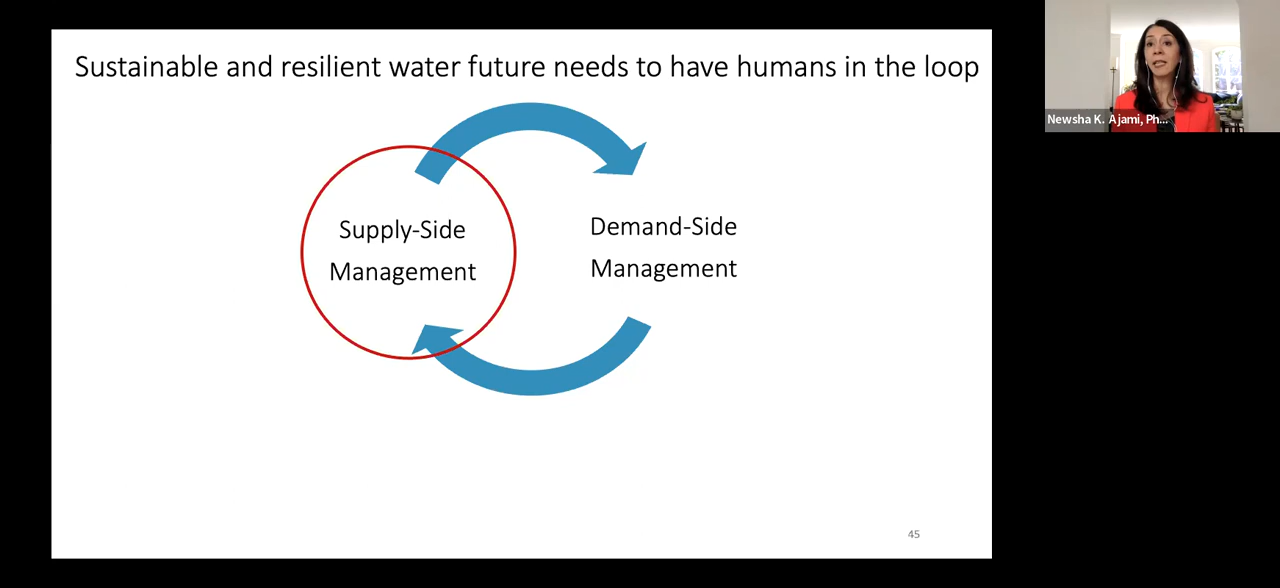 Sustainable and resilient water future needs to have humans in the loop
Supply-Side
Management
Demand-Side
Management
45
Newsha K. Ajami, Ph...